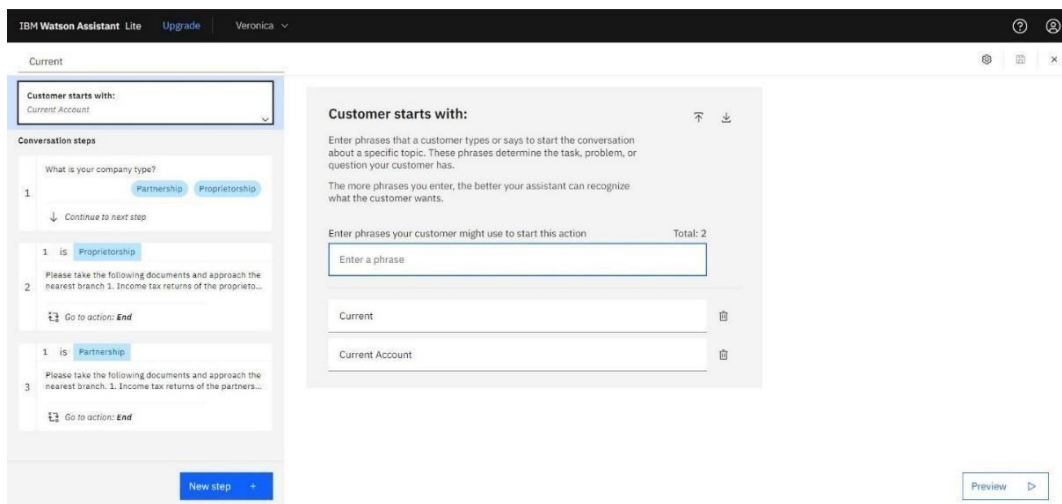 IBM Watson Assistant Lite Upgrade Veronica
Current
Customer starts with:
Current Account
Conversation steps
1
What is your company type?
Partnership Proprietorship
Continue to next step
1 is Proprietorship
2
Please take the following documents and approach the
nearest branch 1. Income tax returns of the proprieto...
Go to action: End
1 is Partnership
3
Please take the following documents and approach the
nearest branch. 1. Income tax returns of the partners...
Go to action: End
New step +
Customer starts with:
Enter phrases that a customer types or says to start the conversation
about a specific topic. These phrases determine the task, problem, or
question your customer has.
The more phrases you enter, the better your assistant can recognize
what the customer wants.
Enter phrases your customer might use to start this action Total: 2
Enter a phrase
Current
Current Account
Preview